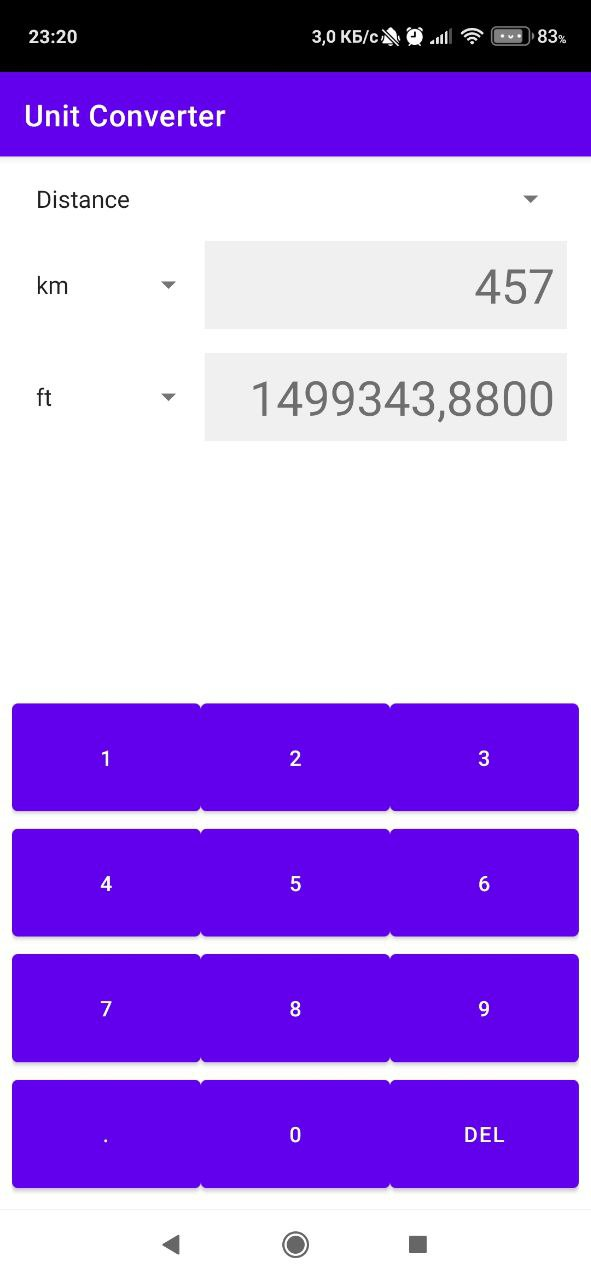 23:20 3,0 КБ/с 83%
Unit Converter
Distance
km 457
ft 1499343,8800
1 2 3
4 5 6
7 8 9
. 0 DEL